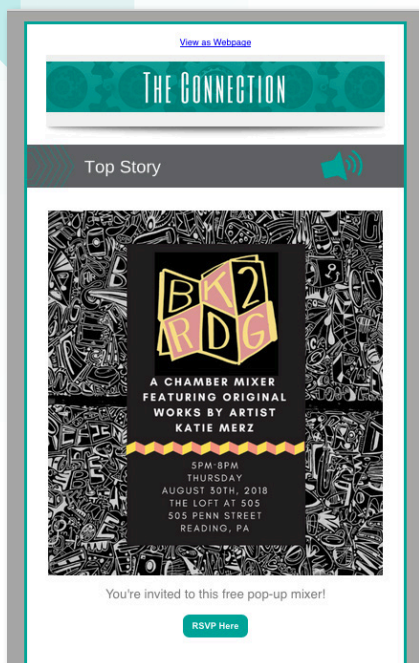 View as Webpage
THE CONNECTION
Top Story
BK2
RDG
A CHAMBER MIXER
FEATURING ORIGINAL
WORKS BY ARTIST
KATIE MERZ
5PM-8PM
THURSDAY
AUGUST 30TH, 2018
THE LOFT AT 505
505 PENN STREET
READING, PA
You're invited to this free pop-up mixer!
RSVP Here